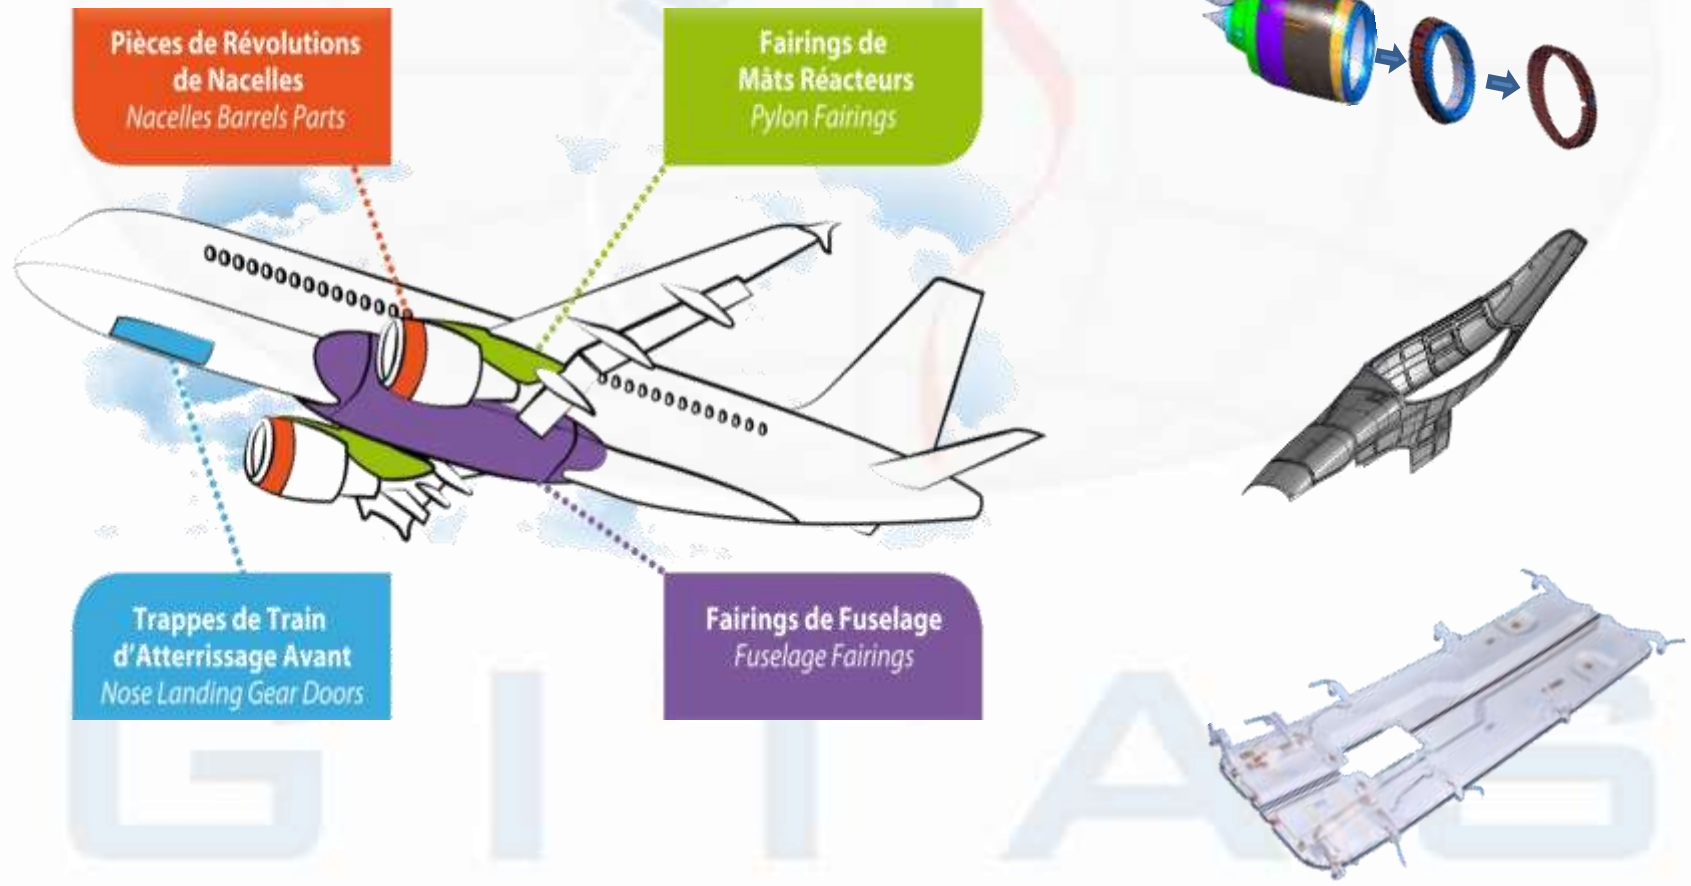 Pièces de Révolutions
de Nacelles
Nacelles Barrels Parts
Fairings de
Mâts Réacteurs
Pylon Fairings
Trappes de Train
d'Atterrissage Avant
Nose Landing Gear Doors
Fairings de Fuselage
Fuselage Fairings
GITAS